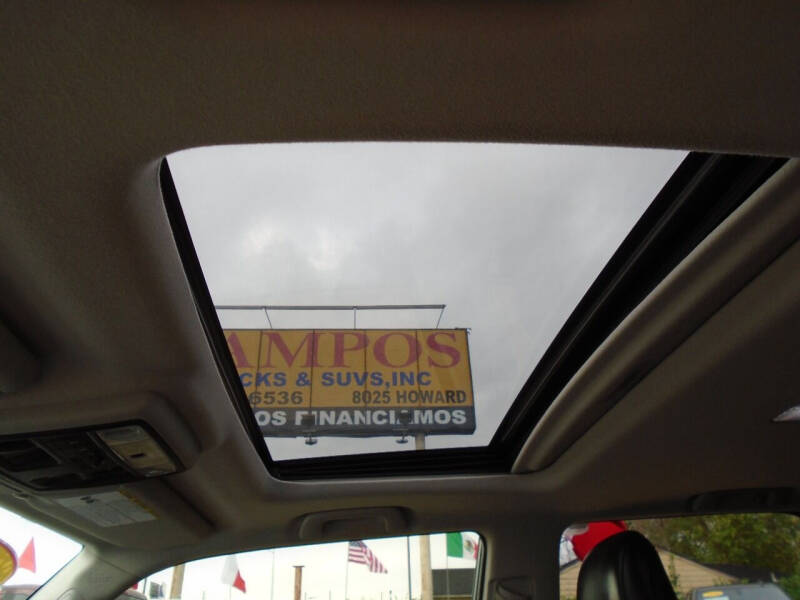 AMPOS
CKS & SUVS,INC
6536 8025 HOWARD
OS FINANCIAMOS